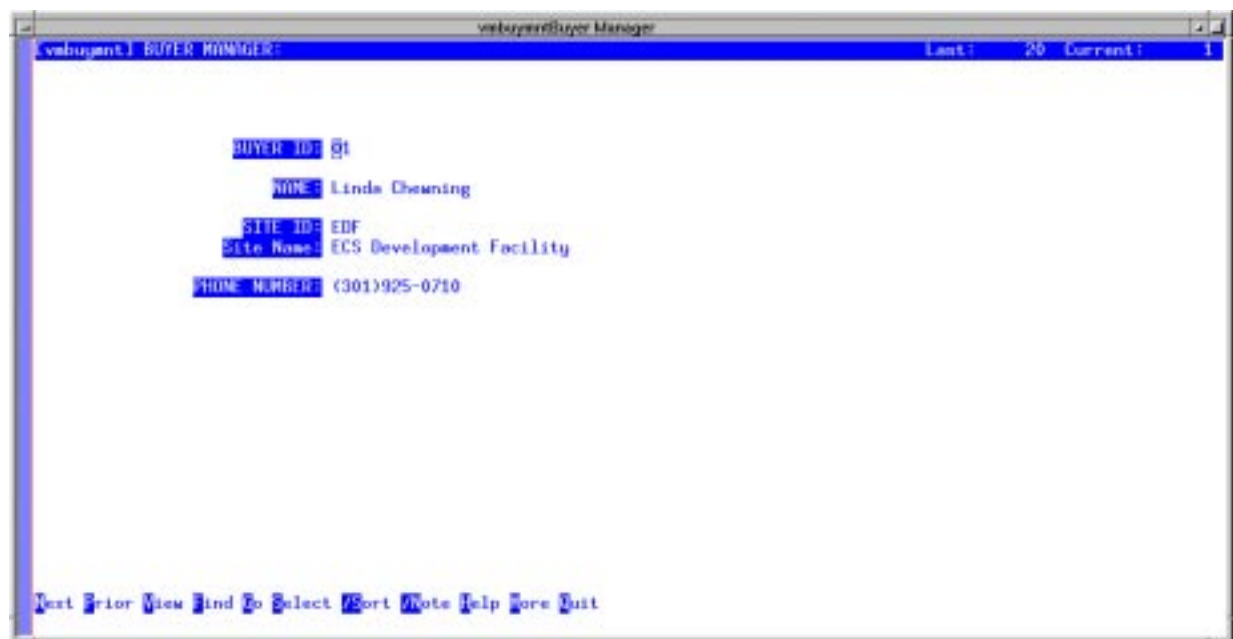 vmbuymntBuyer Manager
[vmbuymnt] BUYER MANAGER: Last: 20 Current: 1
BUYER ID: 01
NAME: Linda Chewning
SITE ID: EDF
Site Name: ECS Development Facility
PHONE NUMBER: (301)925-0710
Next Prior View Find Go Select /Sort /Note Help More Quit